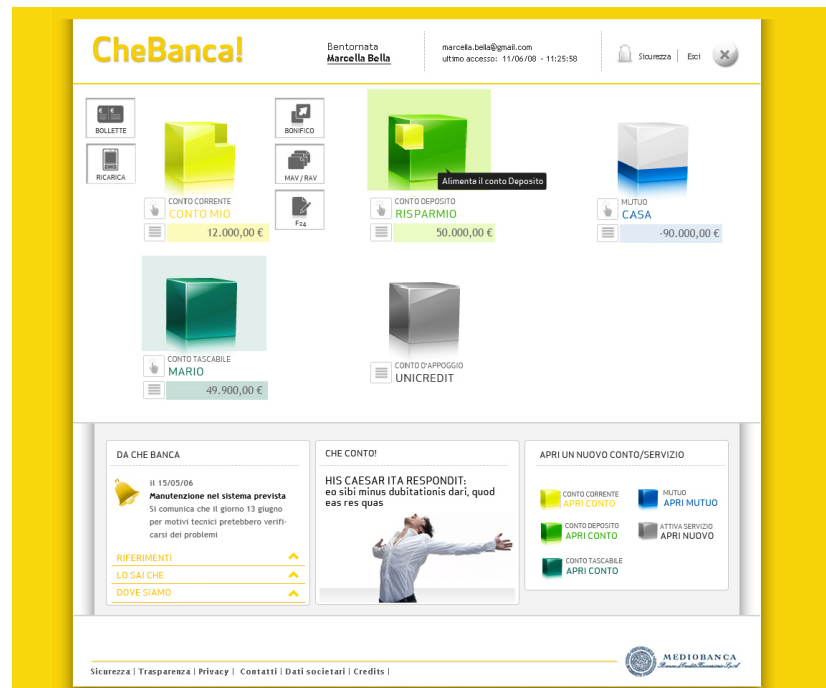 CheBanca!
Bentornata
Marcella Bella
marcella.bella@gmail.com
ultimo accesso: 11/06/08 - 11:25:58
Sicurezza | Esci
BOLLETTE
RICARICA
BONIFICO
MAV / RAV
F24
CONTO CORRENTE
CONTO MIO
12.000,00 €
Alimenta il conto Deposito
CONTO DEPOSITO
RISPARMIO
50.000,00 €
MUTUO
CASA
-90.000,00 €
CONTO TASCABILE
MARIO
49.900,00 €
CONTO D'APPOGGIO
UNICREDIT
DA CHE BANCA
il 15/05/06
Manutenzione nel sistema prevista
Si comunica che il giorno 13 giugno
per motivi tecnici pretebbero verifi-
carsi dei problemi
RIFERIMENTI
LO SAI CHE
DOVE SIAMO
CHE CONTO!
HIS CAESAR ITA RESPONDIT:
eo sibi minus dubitationis dari, quod
eas res quas
APRI UN NUOVO CONTO/SERVIZIO
CONTO CORRENTE
APRI CONTO
MUTUO
APRI MUTUO
CONTO DEPOSITO
APRI CONTO
ATTIVA SERVIZIO
APRI NUOVO
CONTO TASCABILE
APRI CONTO
MEDIOBANCA
Sicurezza | Trasparenza | Privacy | Contatti | Dati societari | Credits |